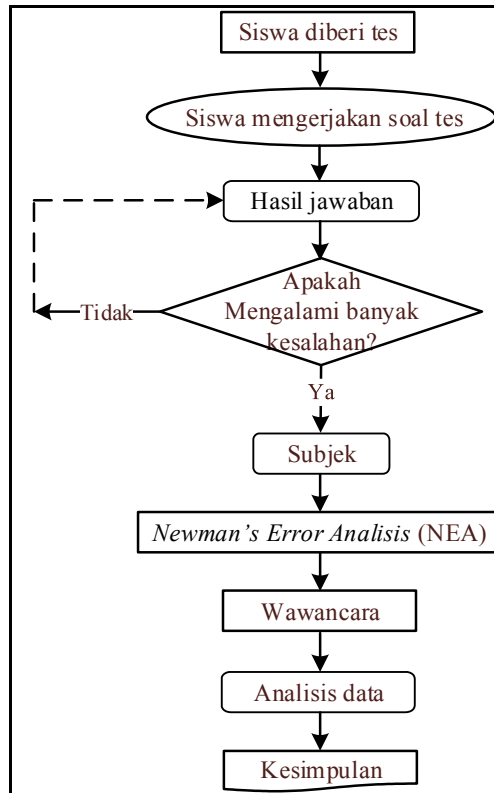 Siswa diberi tes
Siswa mengerjakan soal tes
Hasil jawaban
Apakah
Mengalami banyak
kesalahan?
Tidak
Ya
Subjek
Newman’s Error Analisis (NEA)
Wawancara
Analisis data
Kesimpulan